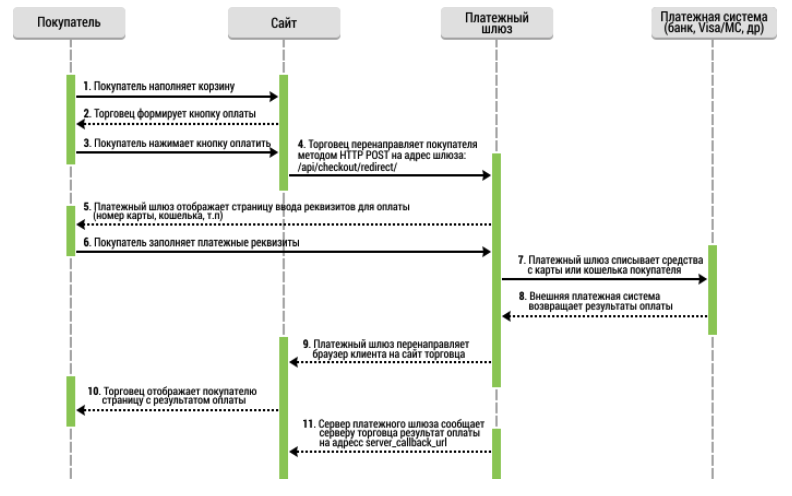 Покупатель
Сайт
Платежный
шлюз
Платежная система
(банк, Visa/MC, др)
1. Покупатель наполняет корзину
2. Торговец формирует кнопку оплаты
3. Покупатель нажимает кнопку оплатить
4. Торговец перенаправляет покупателя
методом HTTP POST на адрес шлюза:
/api/checkout/redirect/
5. Платежный шлюз отображает страницу ввода реквизитов для оплаты
(номер карты, кошелька, т.п)
6. Покупатель заполняет платежные реквизиты
7. Платежный шлюз списывает средства
с карты или кошелька покупателя
8. Внешняя платежная система
возвращает результаты оплаты
9. Платежный шлюз перенаправляет
браузер клиента на сайт торговца
10. Торговец отображает покупателю
страницу с результатом оплаты
11. Сервер платежного шлюза сообщает
серверу торговца результат оплаты
на адресс server_callback_url